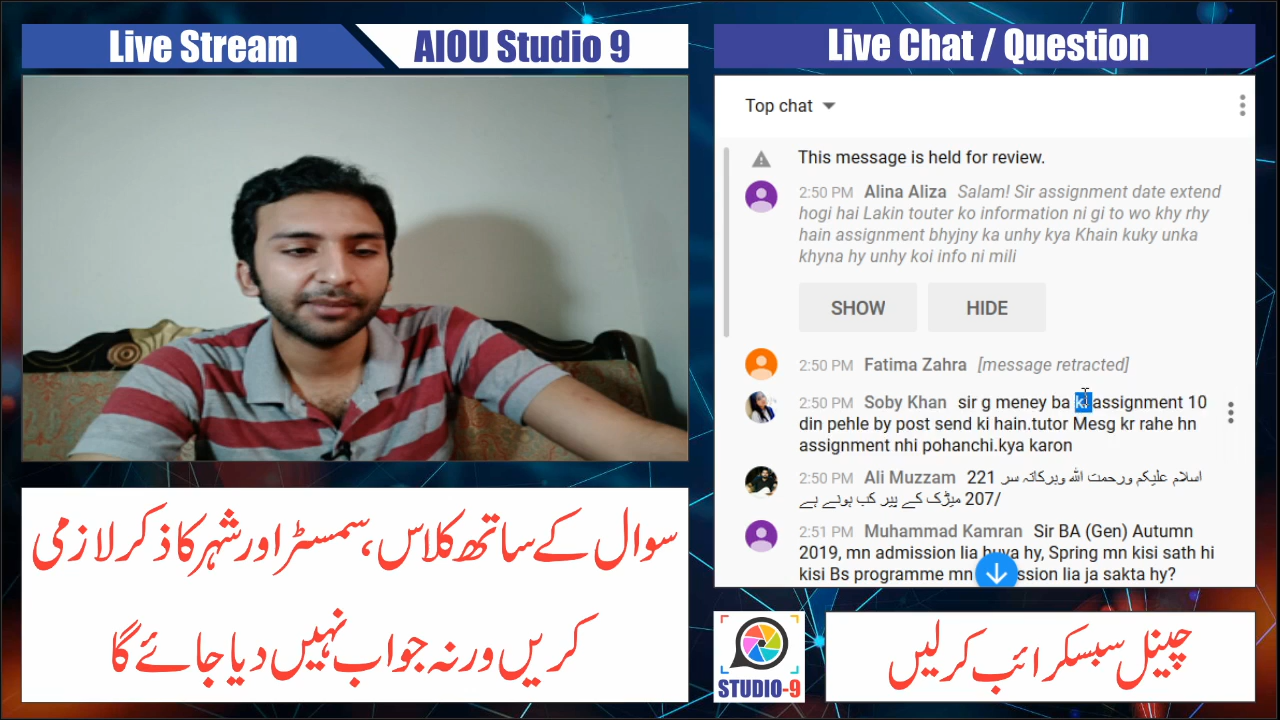 Live Stream
AIOU Studio 9
Live Chat / Question
Top chat
This message is held for review.
2:50 PM Alina Aliza Salam! Sir assignment date extend
hogi hai Lakin touter ko information ni gi to wo khy rhy
hain assignment bhyjny ka unhy kya Khain kuky unka
khyna hy unhy koi info ni mili
SHOW
HIDE
2:50 PM Fatima Zahra [message retracted]
2:50 PM Soby Khan sir g meney ba assignment 10
din pehle by post send ki hain.tutor Mesg kr rahe hn
assignment nhi pohanchi.kya karon
2:50 PM Ali Muzzam اسلام علیکم ورحمت اللہ وبرکاتہ سر 221
/207 میٹرک کے پیر کب ہونے ہے
2:51 PM Muhammad Kamran Sir BA (Gen) Autumn
2019, mn admission lia huva hy, Spring mn kisi sath hi
kisi Bs programme mn lia ja sakta hy?
سوال کے ساتھ کلاس، سمسٹر اور شہر کا ذکر لازمی
کریں ورنہ جواب نہیں دیا جائے گا
STUDIO-9
چینل سبسکرائب کرلیں